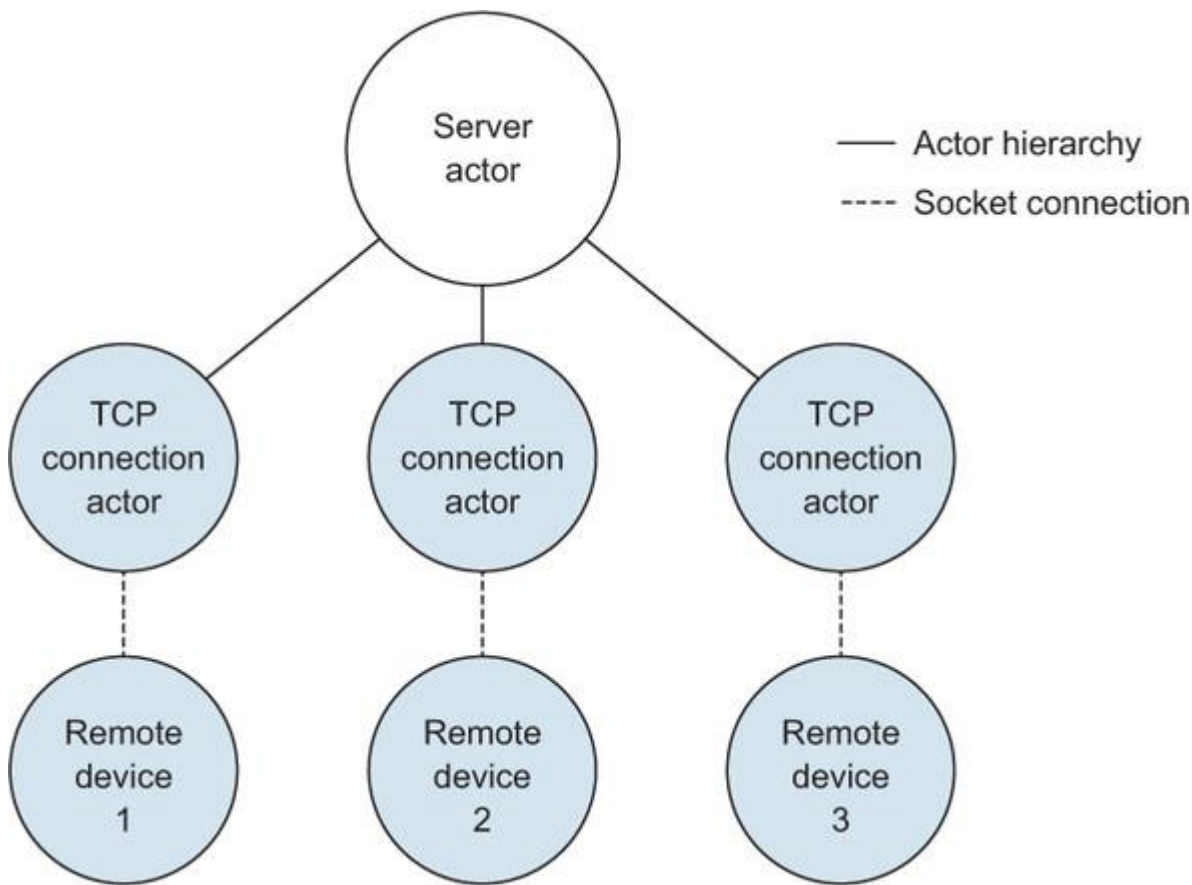 Server
actor
Actor hierarchy
Socket connection
TCP
connection
actor
TCP
connection
actor
TCP
connection
actor
Remote
device
1
Remote
device
2
Remote
device
3